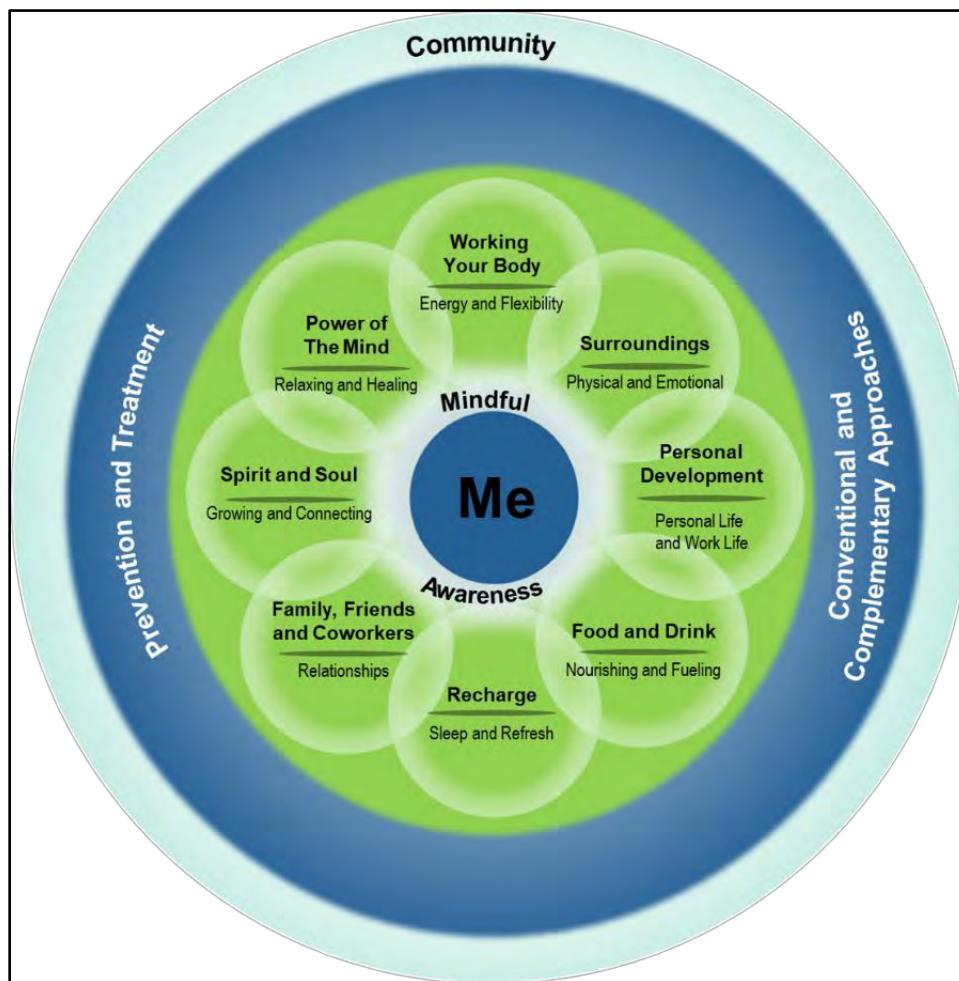 Community
Working
Your Body
Energy and Flexibility
Surroundings
Physical and Emotional
Personal
Development
Personal Life
and Work Life
Food and Drink
Nourishing and Fueling
Recharge
Sleep and Refresh
Family, Friends
and Coworkers
Relationships
Spirit and Soul
Growing and Connecting
Power of
The Mind
Relaxing and Healing
Mindful
Me
Awareness
Prevention and Treatment
Conventional and
Complementary Approaches